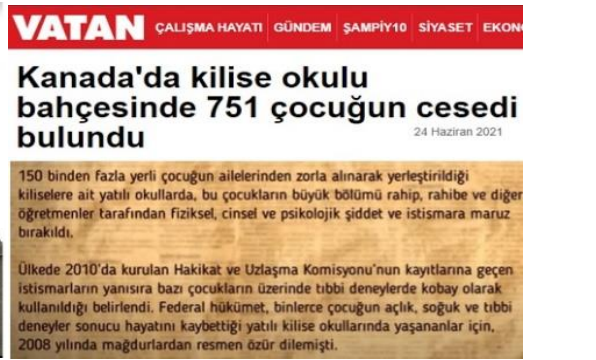 VATAN ÇALIŞMA HAYATI GÜNDEM ŞAMPİY10 SİYASET EKON
Kanada'da kilise okulu
bahçesinde 751 çocuğun cesedi
bulundu
24 Haziran 2021
150 binden fazla yerli çocuğun ailelerinden zorla alınarak yerleştirildiği
kiliselere ait yatılı okullarda, bu çocukların büyük bölümü rahip, rahibe ve diğer
öğretmenler tarafından fiziksel, cinsel ve psikolojik şiddet ve istismara maruz
bırakıldı.
Ülkede 2010'da kurulan Hakikat ve Uzlaşma Komisyonu'nun kayıtlarına geçen
istismarların yanısıra bazı çocukların üzerinde tıbbi deneylerde kobay olarak
kullanıldığı belirlendi. Federal hükümet, binlerce çocuğun açlık, soğuk ve tıbbi
deneyler sonucu hayatını kaybettiği yatılı kilise okullarında yaşananlar için,
2008 yılında mağdurlardan resmen özür dilemişti.